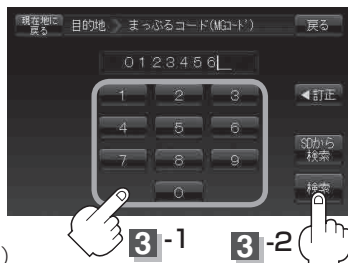 現在地に
戻る
目的地 まっぷるコード(MGｺｰﾄﾞ)
戻る
0123456_
1 2 3
◀訂正
4 5 6
SDから
検索
7 8 9
検索
0
3 -1
3 -2
)